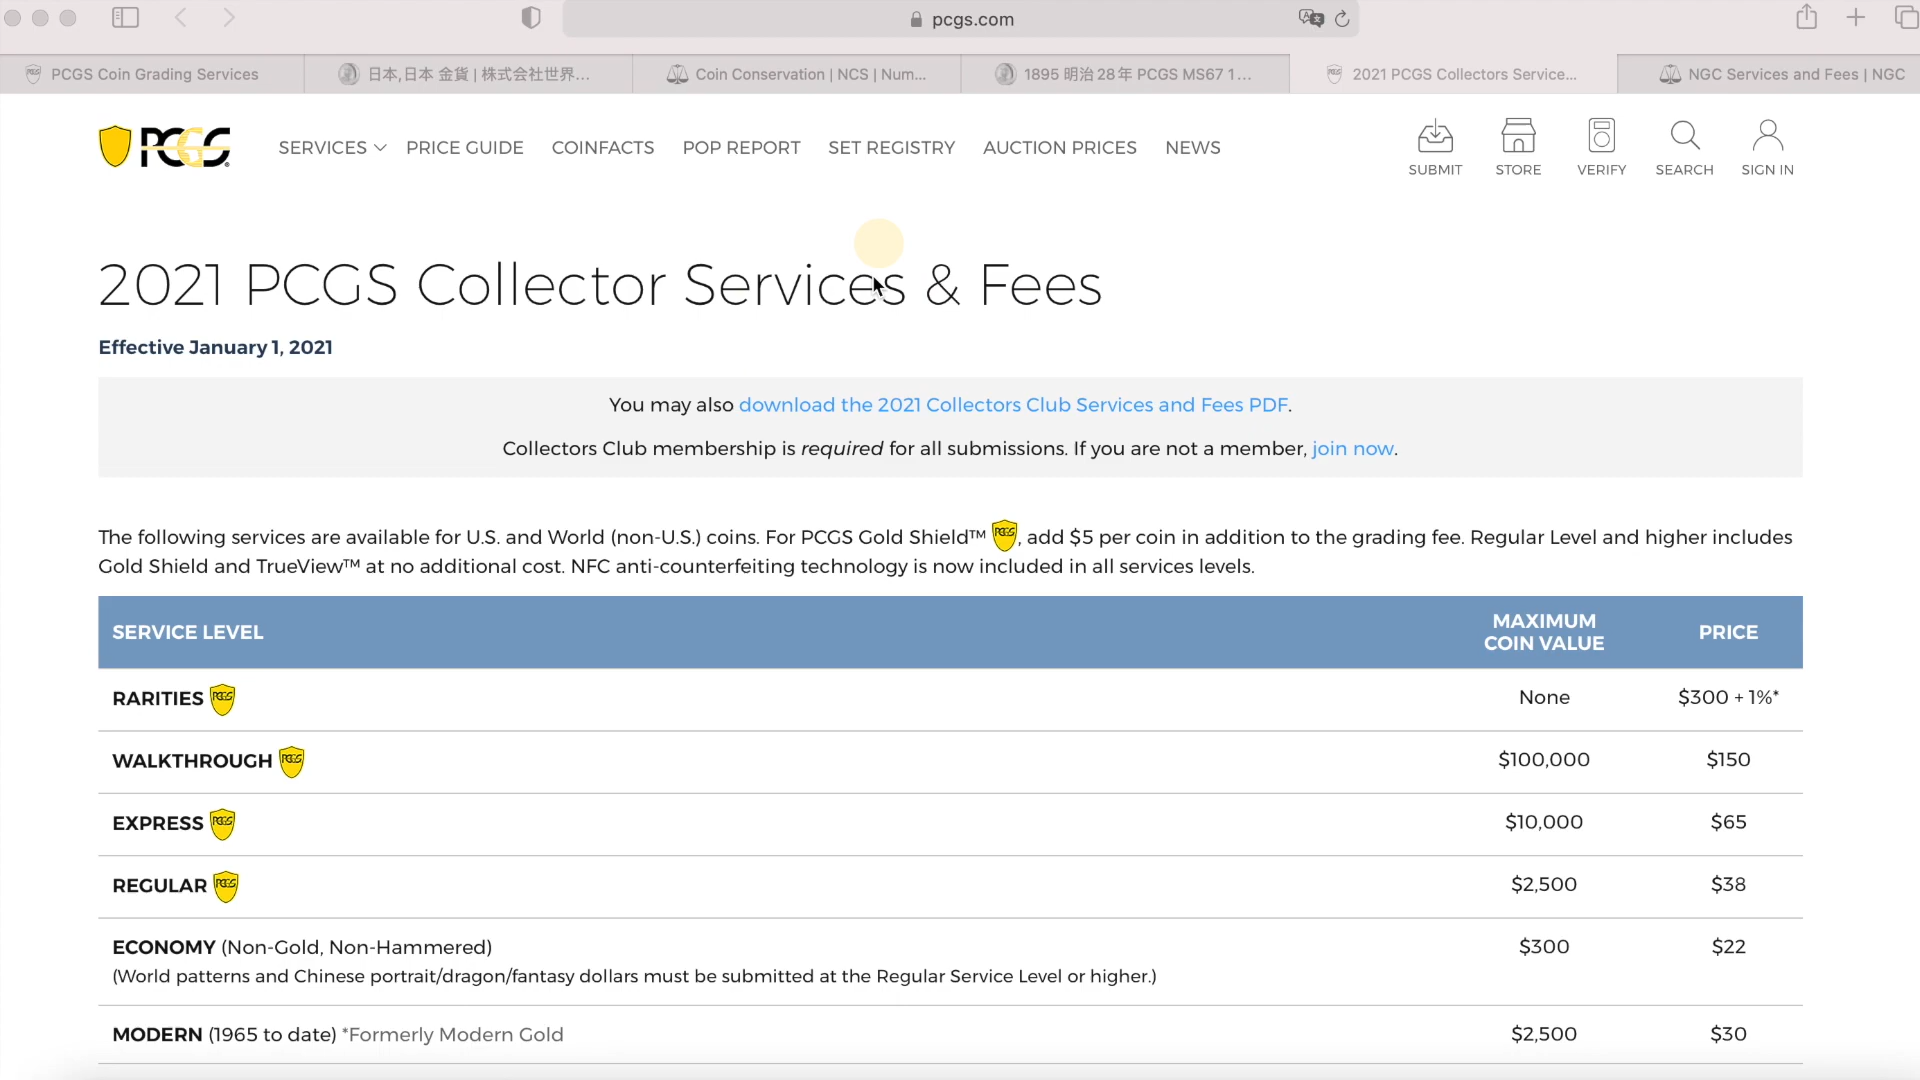 pcgs.com
PCGS Coin Grading Services
日本,日本 金貨 | 株式会社世界...
Coin Conservation | NCS | Num...
1895 明治28年 PCGS MS67 1...
2021 PCGS Collectors Service...
NGC Services and Fees | NGC
PCGS
SERVICES
PRICE GUIDE
COINFACTS
POP REPORT
SET REGISTRY
AUCTION PRICES
NEWS
SUBMIT
STORE
VERIFY
SEARCH
SIGN IN
2021 PCGS Collector Services & Fees
Effective January 1, 2021
You may also download the 2021 Collectors Club Services and Fees PDF.
Collectors Club membership is required for all submissions. If you are not a member, join now.
The following services are available for U.S. and World (non-U.S.) coins. For PCGS Gold Shield™ PCGS, add $5 per coin in addition to the grading fee. Regular Level and higher includes
Gold Shield and TrueView™ at no additional cost. NFC anti-counterfeiting technology is now included in all services levels.
SERVICE LEVEL MAXIMUM COIN VALUE PRICE
RARITIES PCGS None $300 + 1%*
WALKTHROUGH PCGS $100,000 $150
EXPRESS PCGS $10,000 $65
REGULAR PCGS $2,500 $38
ECONOMY (Non-Gold, Non-Hammered) $300 $22
(World patterns and Chinese portrait/dragon/fantasy dollars must be submitted at the Regular Service Level or higher.)
MODERN (1965 to date) *Formerly Modern Gold $2,500 $30